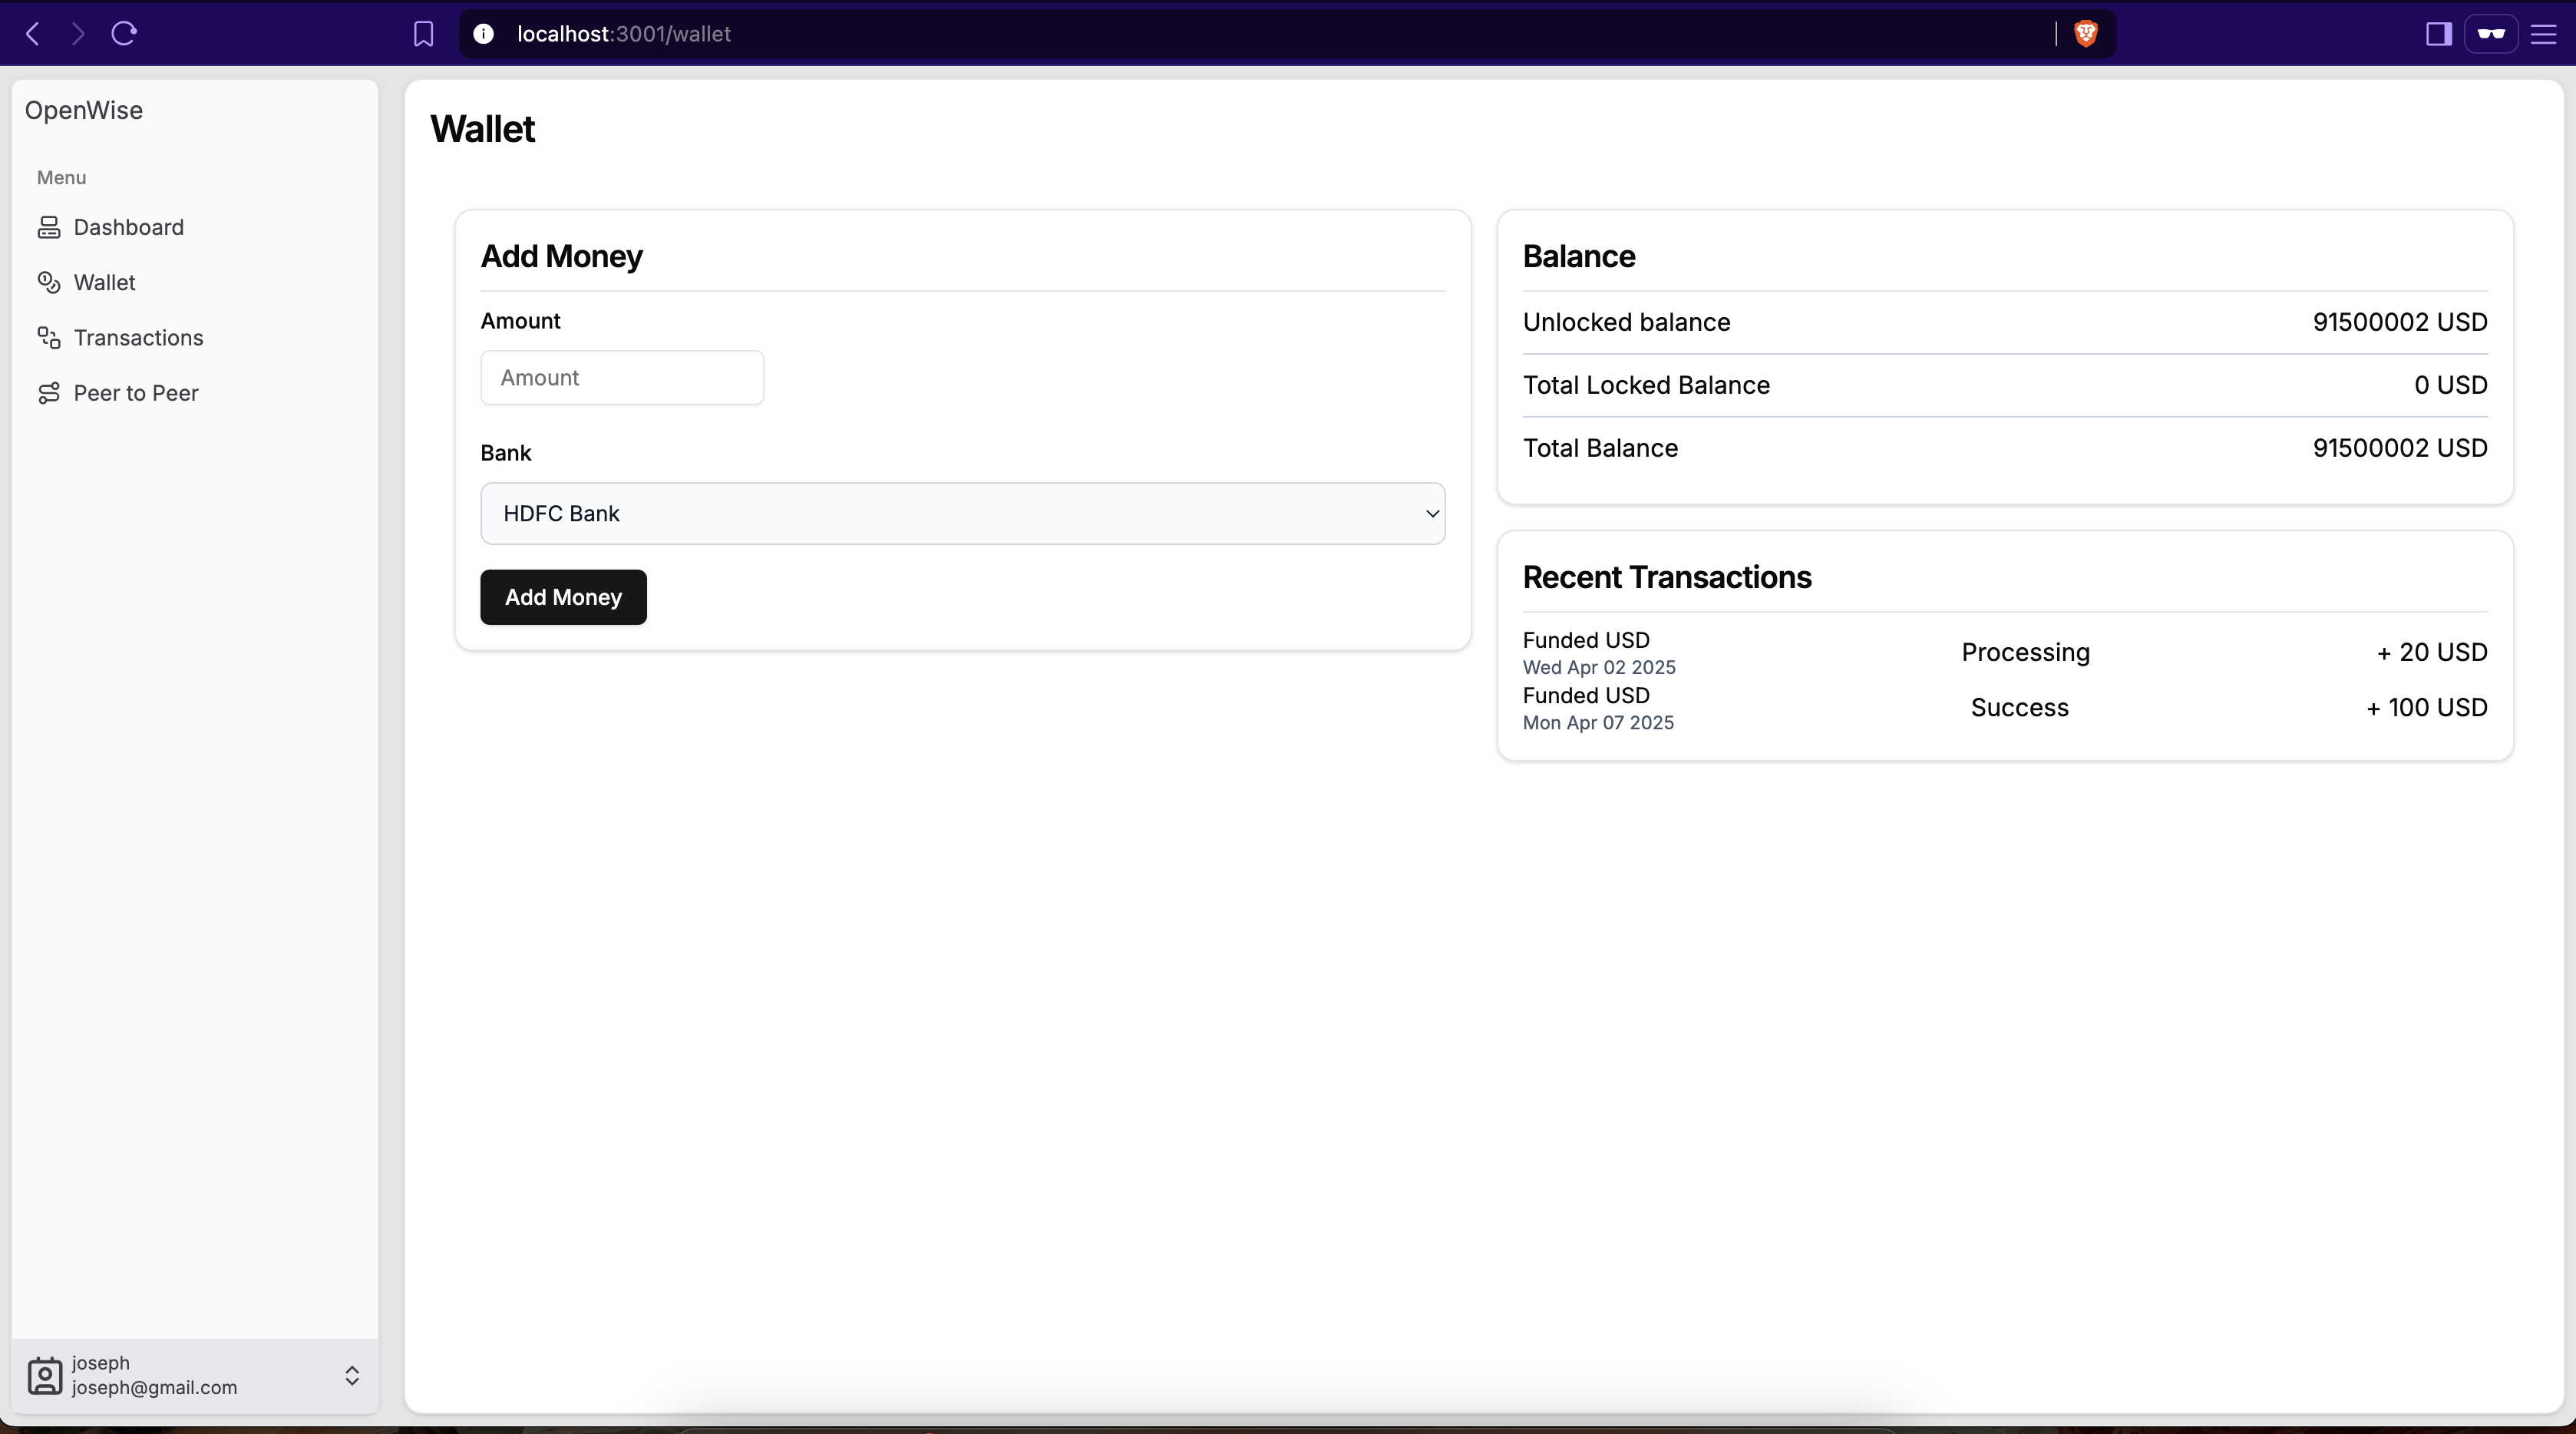 localhost:3001/wallet
OpenWise
Menu
Dashboard
Wallet
Transactions
Peer to Peer
joseph
joseph@gmail.com
Wallet
Add Money
Amount
Amount
Bank
HDFC Bank
Add Money
Balance
Unlocked balance 91500002 USD
Total Locked Balance 0 USD
Total Balance 91500002 USD
Recent Transactions
Funded USD
Wed Apr 02 2025
Processing
+ 20 USD
Funded USD
Mon Apr 07 2025
Success
+ 100 USD